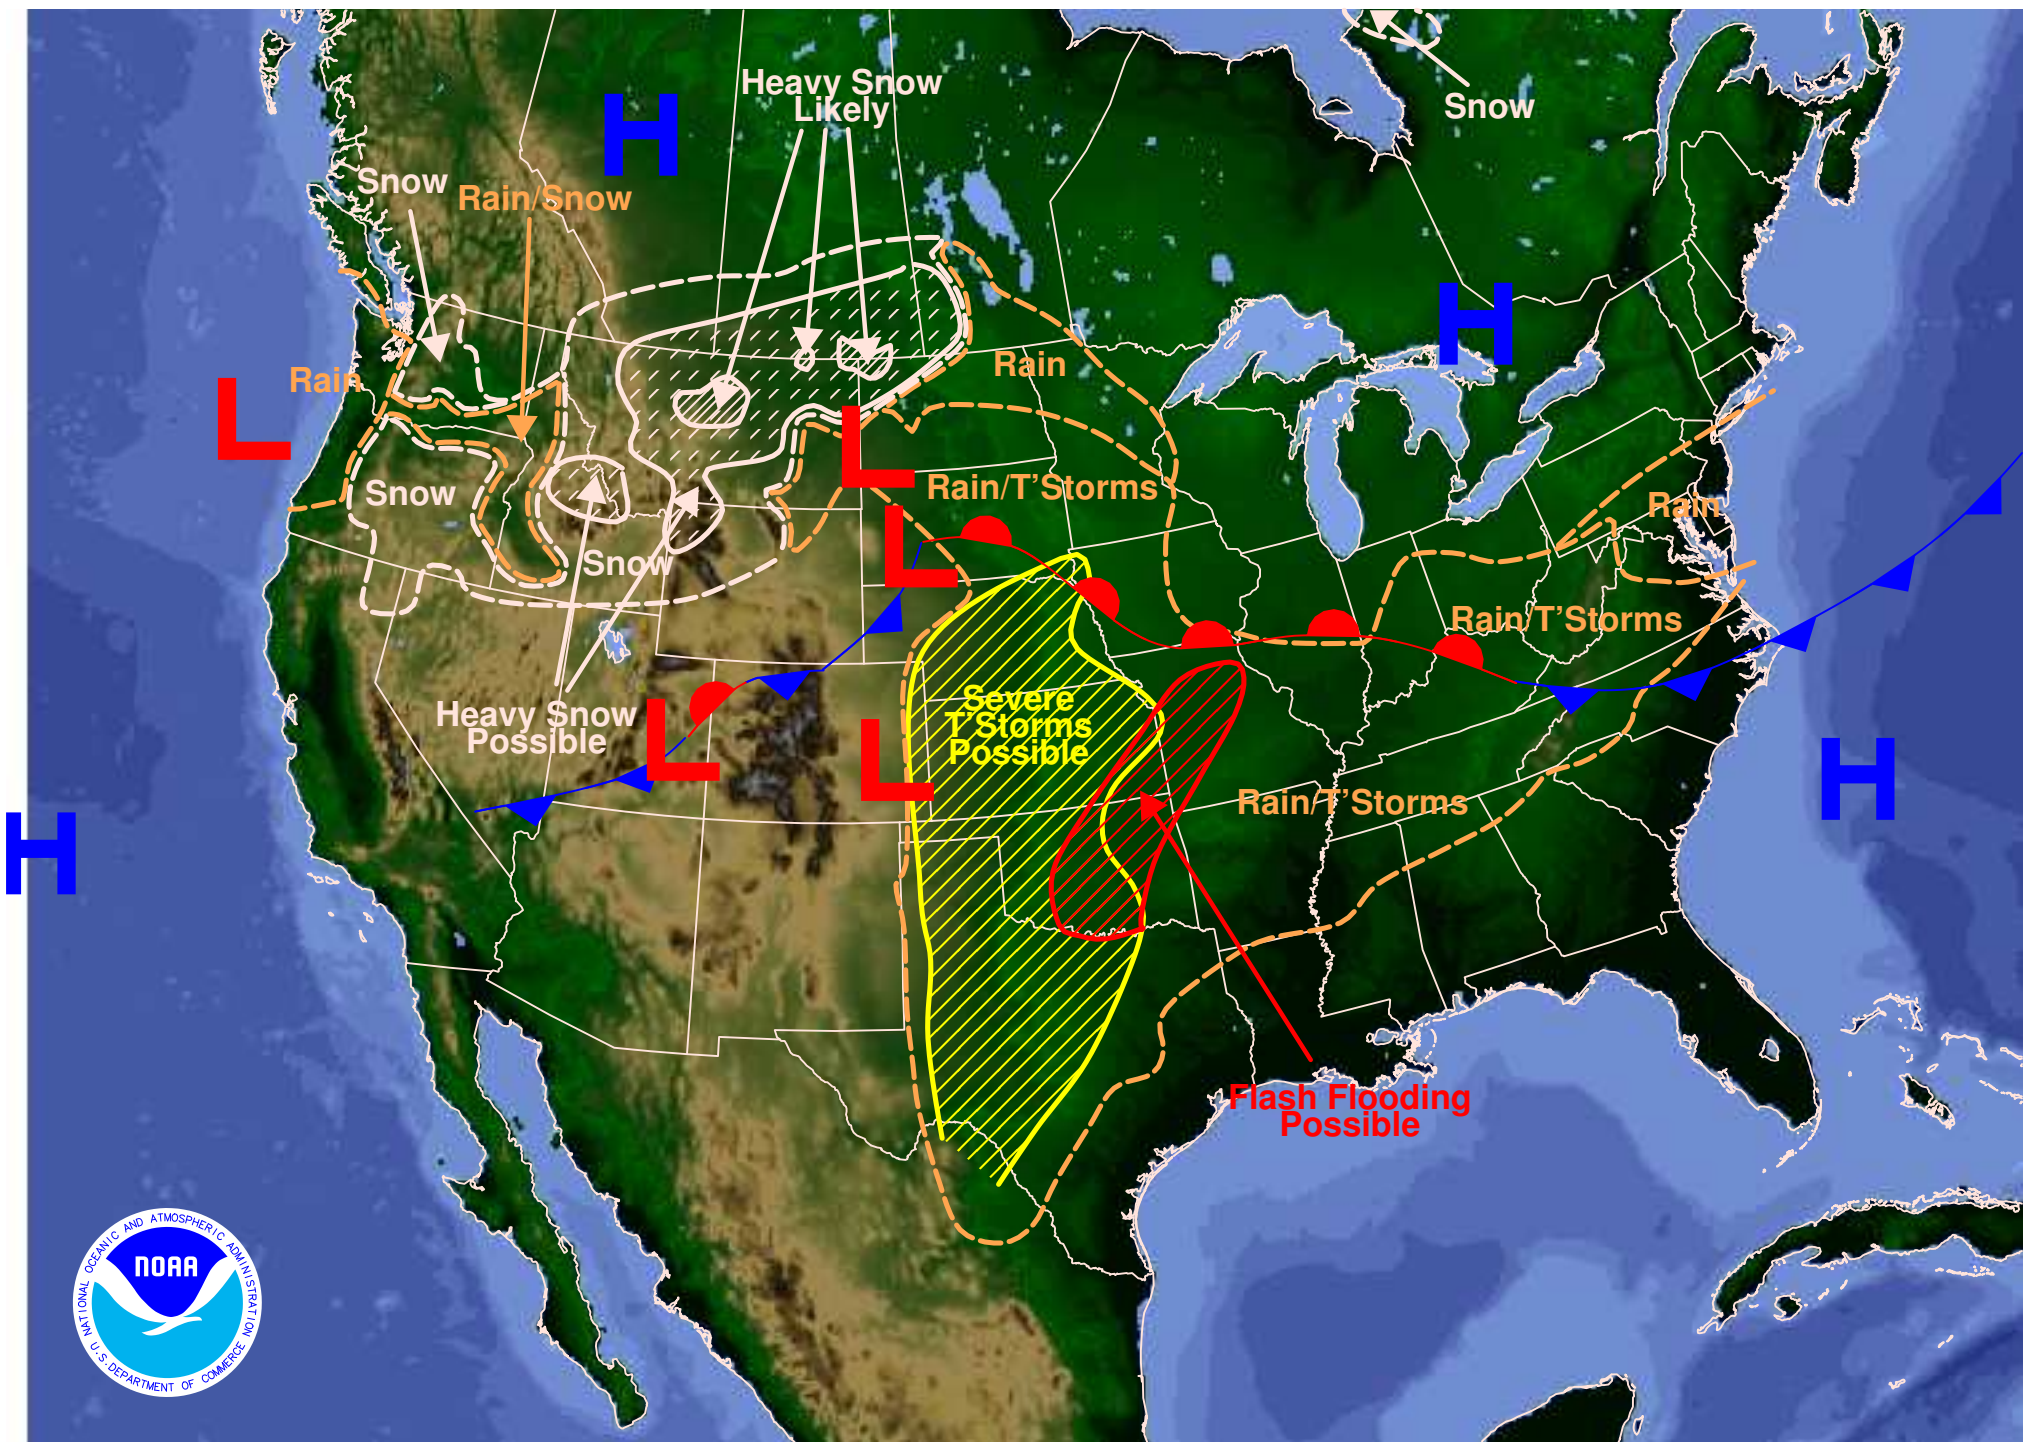 Heavy Snow
Likely
H
Snow
Snow
Rain/Snow
H
Rain
Rain
L
L
Snow
Rain/T'Storms
Rain
L
Snow
Rain/T'Storms
Heavy Snow
Possible
Severe
T'Storms
Possible
L
L
H
Rain/T'Storms
H
Flash Flooding
Possible
NATIONAL OCEANIC AND ATMOSPHERIC ADMINISTRATION
NOAA
U.S. DEPARTMENT OF COMMERCE